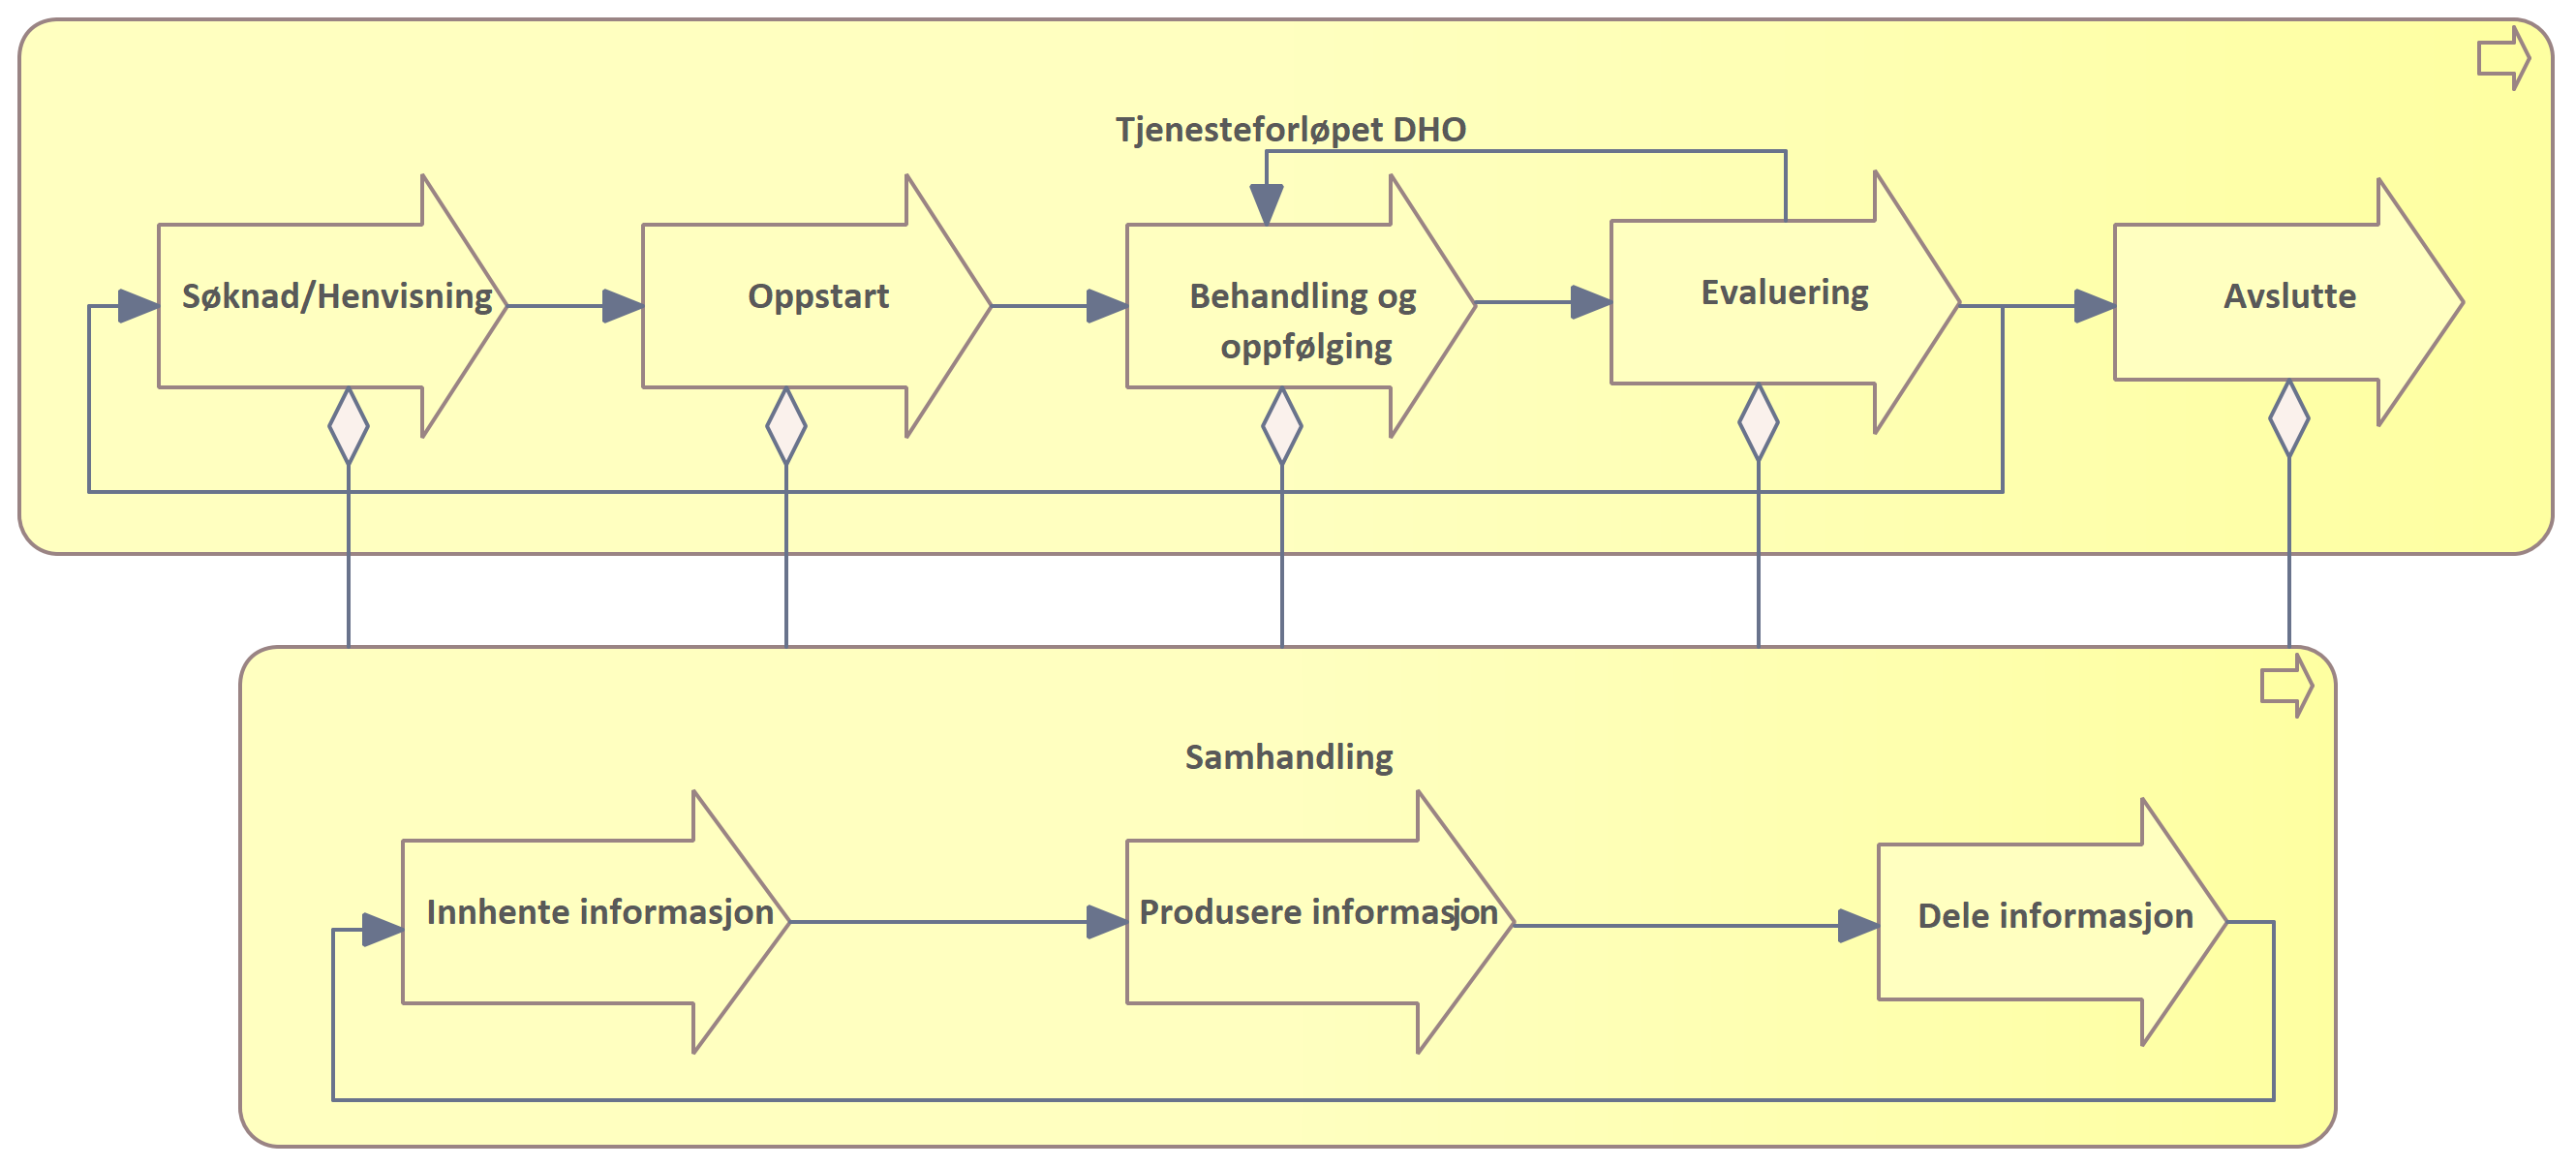 Tjenesteforløpet DHO
Søknad/Henvisning
Oppstart
Behandling og
oppfølging
Evaluering
Avslutte
Samhandling
Innhente informasjon
Produsere informasjon
Dele informasjon